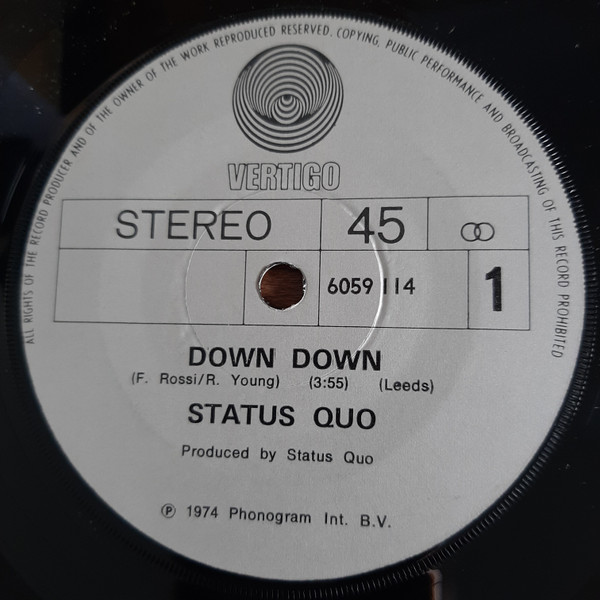 ALL RIGHTS OF THE RECORD PRODUCER AND OF THE OWNER OF THE WORK REPRODUCED RESERVED. COPYING, PUBLIC PERFORMANCE AND BROADCASTING OF THIS RECORD PROHIBITED
VERTIGO
STEREO 45
6059 114 1
DOWN DOWN
(F. Rossi/R. Young) (3:55) (Leeds)
STATUS QUO
Produced by Status Quo
℗ 1974 Phonogram Int. B.V.